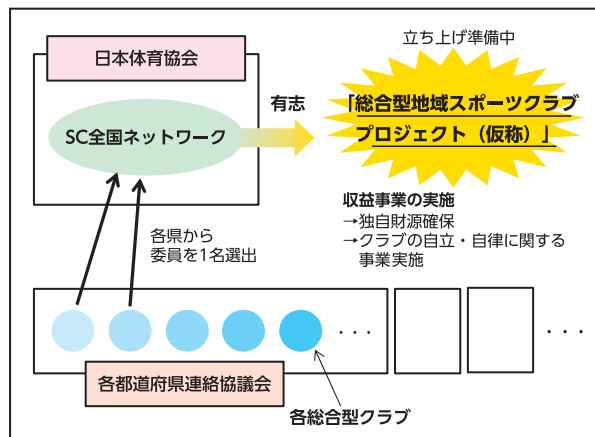 日本体育協会
SC全国ネットワーク
有志
立ち上げ準備中
「総合型地域スポーツクラブ
プロジェクト（仮称）」
収益事業の実施
→独自財源確保
→クラブの自立・自律に関する
事業実施
各県から
委員を1名選出
・・・
・・・
各都道府県連絡協議会
各総合型クラブ